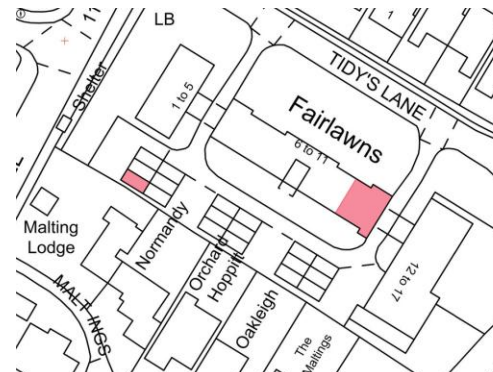 LB
TIDY'S LANE
1
Shelter
1 to 5
Fairlawns
6 to 11
Malting
Lodge
Normandy
Orchard
Hoppitt
12 to 17
MALTINGS
Oakleigh
The
Maltings